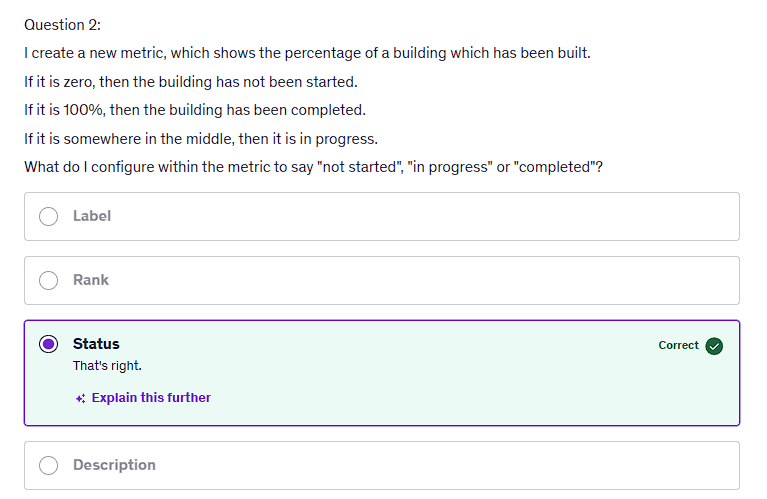 Question 2:
I create a new metric, which shows the percentage of a building which has been built.
If it is zero, then the building has not been started.
If it is 100%, then the building has been completed.
If it is somewhere in the middle, then it is in progress.
What do I configure within the metric to say "not started", "in progress" or "completed"?
Label
Rank
Status
Correct
That's right.
Explain this further
Description